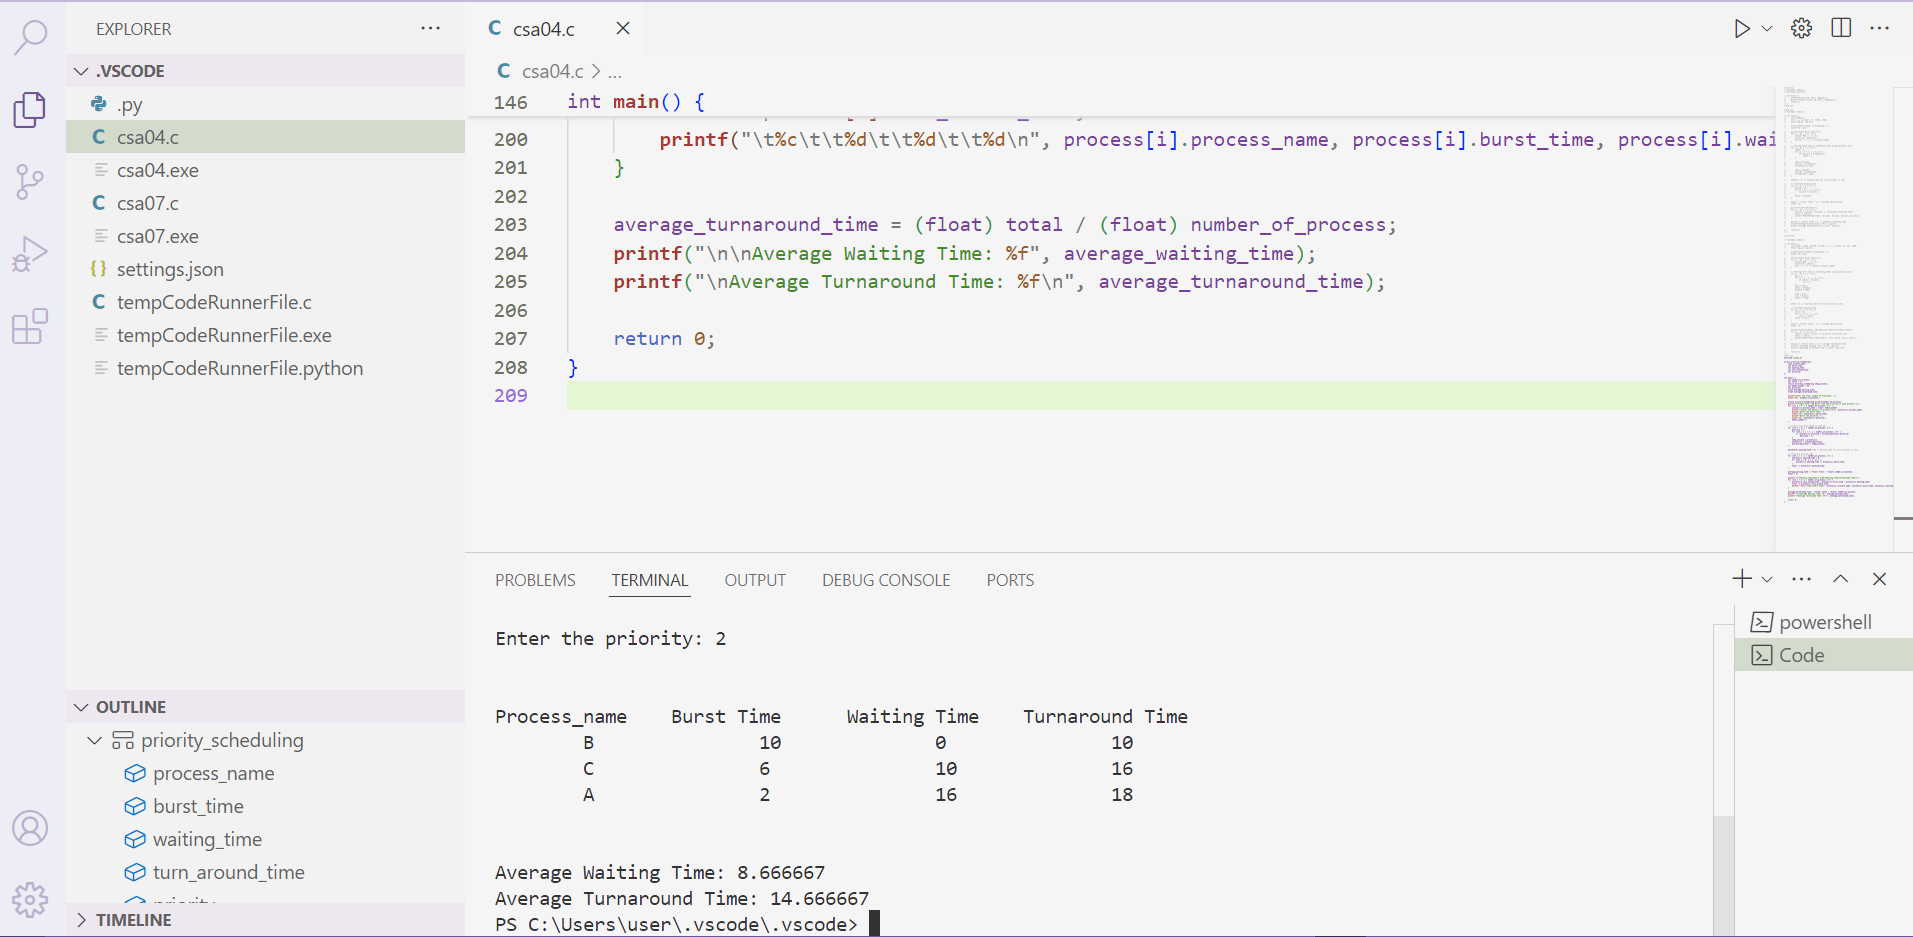 EXPLORER
.VSCODE
.py
csa04.c
csa04.exe
csa07.c
csa07.exe
settings.json
tempCodeRunnerFile.c
tempCodeRunnerFile.exe
tempCodeRunnerFile.python
OUTLINE
priority_scheduling
process_name
burst_time
waiting_time
turn_around_time
priority
TIMELINE
csa04.c
csa04.c > ...
146 int main() {
200 printf("\t%c\t\t%d\t\t%d\t\t%d\n", process[i].process_name, process[i].burst_time, process[i].wai
201 }
202
203 average_turnaround_time = (float) total / (float) number_of_process;
204 printf("\n\nAverage Waiting Time: %f", average_waiting_time);
205 printf("\nAverage Turnaround Time: %f\n", average_turnaround_time);
206
207 return 0;
208 }
209
PROBLEMS TERMINAL OUTPUT DEBUG CONSOLE PORTS
Enter the priority: 2
Process_name Burst Time Waiting Time Turnaround Time
B 10 0 10
C 6 10 16
A 2 16 18
Average Waiting Time: 8.666667
Average Turnaround Time: 14.666667
PS C:\Users\user\.vscode\.vscode>
powershell
Code